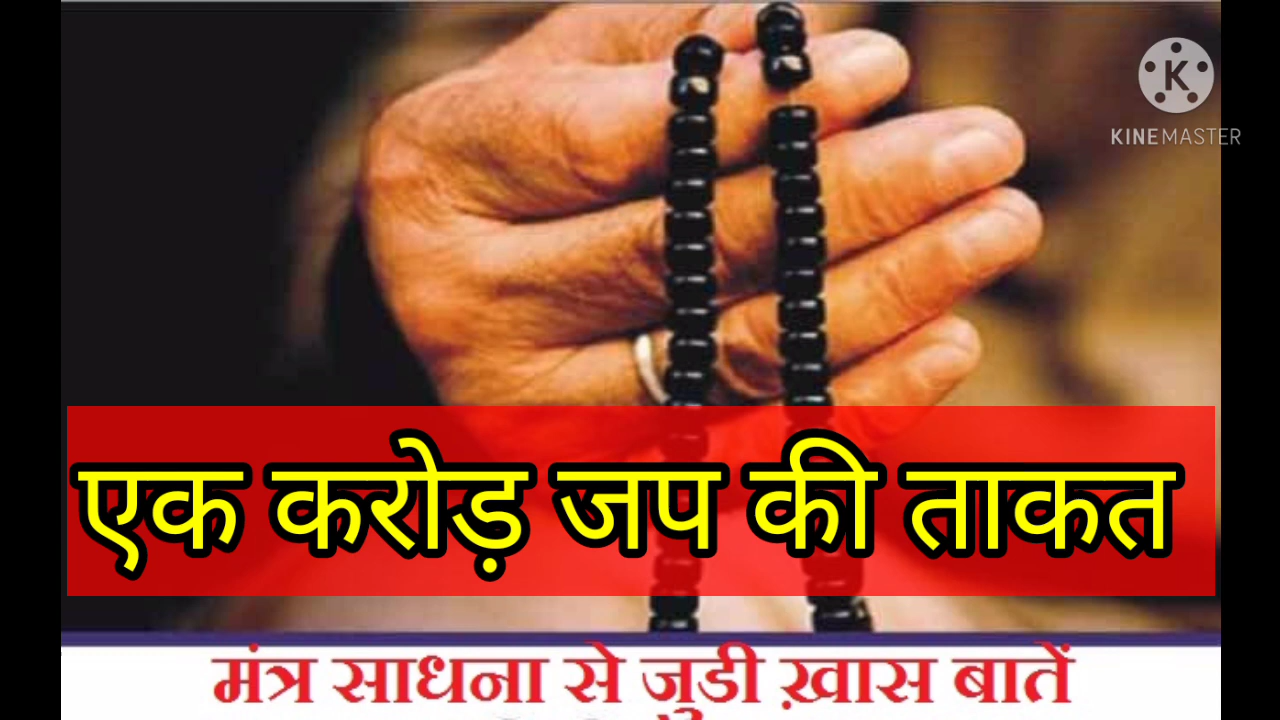 KINEMASTER
एक करोड़ जप की ताकत
मंत्र साधना से जुडी ख़ास बातें